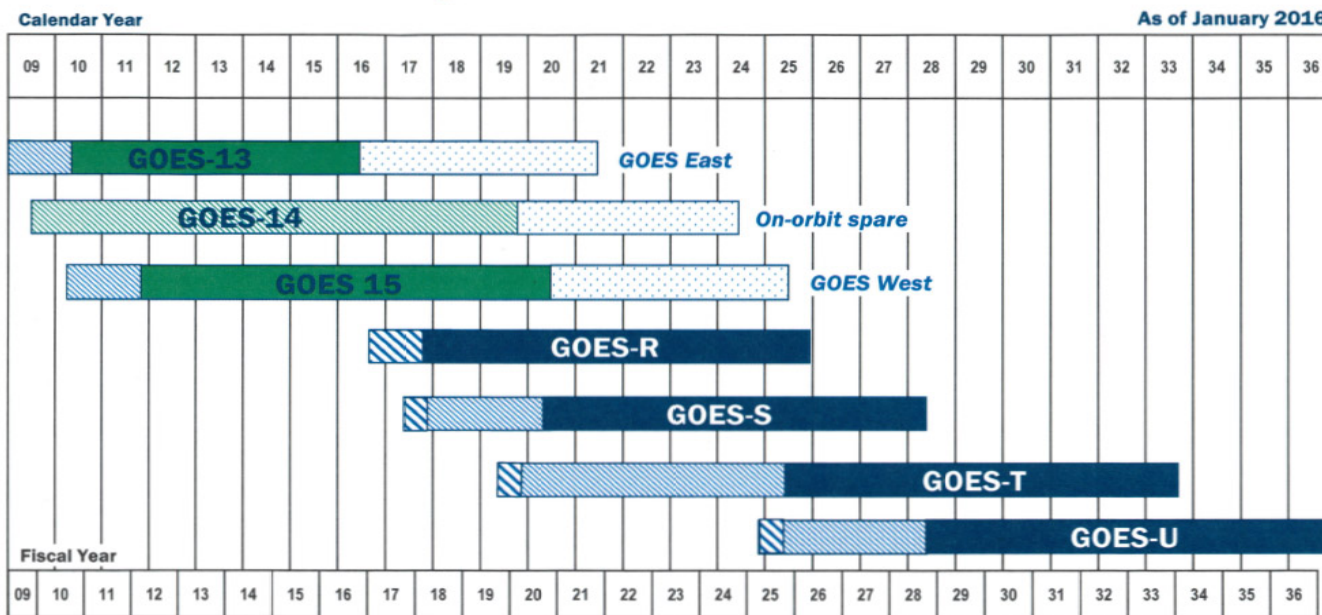 Calendar Year As of January 2016
09 10 11 12 13 14 15 16 17 18 19 20 21 22 23 24 25 26 27 28 29 30 31 32 33 34 35 36
GOES-13 GOES East
GOES-14 On-orbit spare
GOES 15 GOES West
GOES-R
GOES-S
GOES-T
GOES-U
Fiscal Year
09 10 11 12 13 14 15 16 17 18 19 20 21 22 23 24 25 26 27 28 29 30 31 32 33 34 35 36